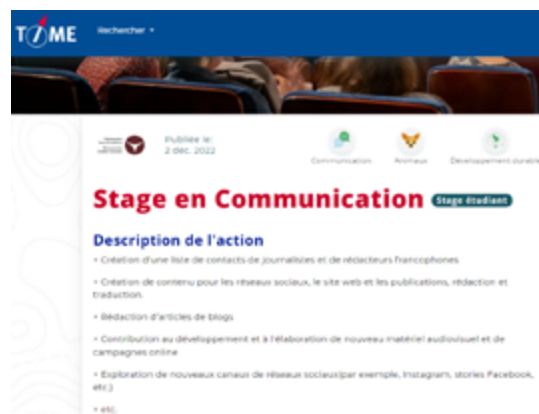 TIME
Rechercher
Publiée le:
2 déc. 2022
Communication
Animaux
Développement durable
Stage en Communication
Stage étudiant
Description de l'action
• Création d'une liste de contacts de journalistes et de rédacteurs francophones
• Création de contenu pour les réseaux sociaux, le site web et les publications, rédaction et
traduction.
• Rédaction d'articles de blogs
• Contribution au développement et à l'élaboration de nouveau matériel audiovisuel et de
campagnes online
• Exploration de nouveaux canaux de réseaux sociaux(par exemple, Instagram, stories Facebook,
etc.)
• etc.